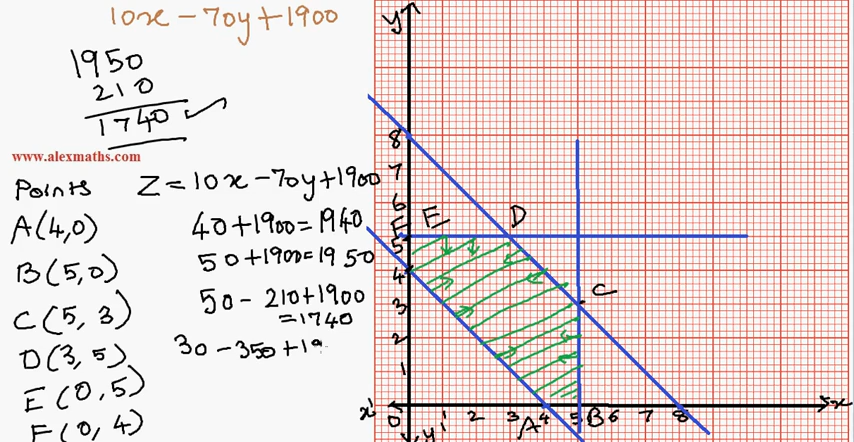 10x - 70y + 1900
1950
210
1740
www.alexmaths.com
Points Z = 10x - 70y + 1900
A(4,0) 40 + 1900 = 1940
B(5,0) 50 + 1900 = 1950
C(5, 3) 50 - 210 + 1900
= 1740
D(3, 5) 30 - 350 + 19
E(0, 5)
F(0, 4)
y
8
7
6
F E D
5
4
3 C
2
1
x' 0 y' 1 2 3 4 5 B 6 7 8 x
A